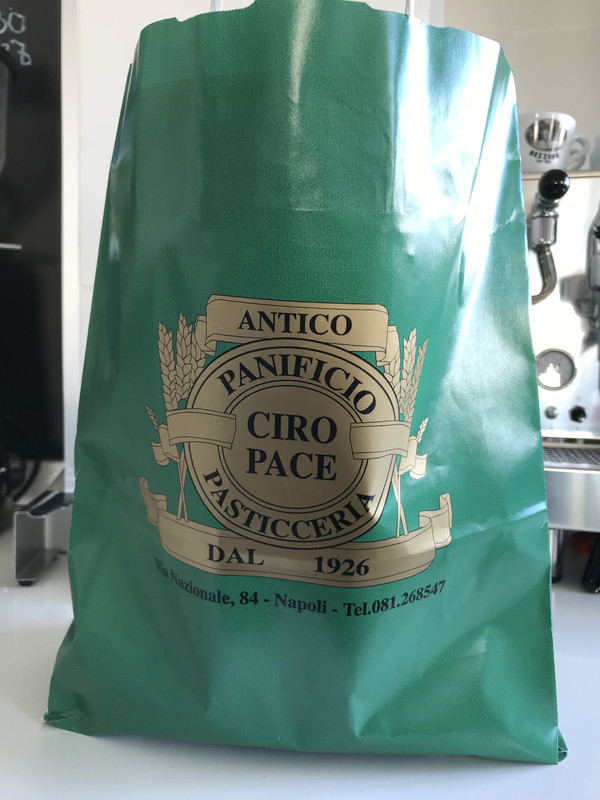 ANTICO
PANIFICIO
CIRO
PACE
PASTICCERIA
DAL 1926
Via Nazionale, 84 - Napoli - Tel.081.268547